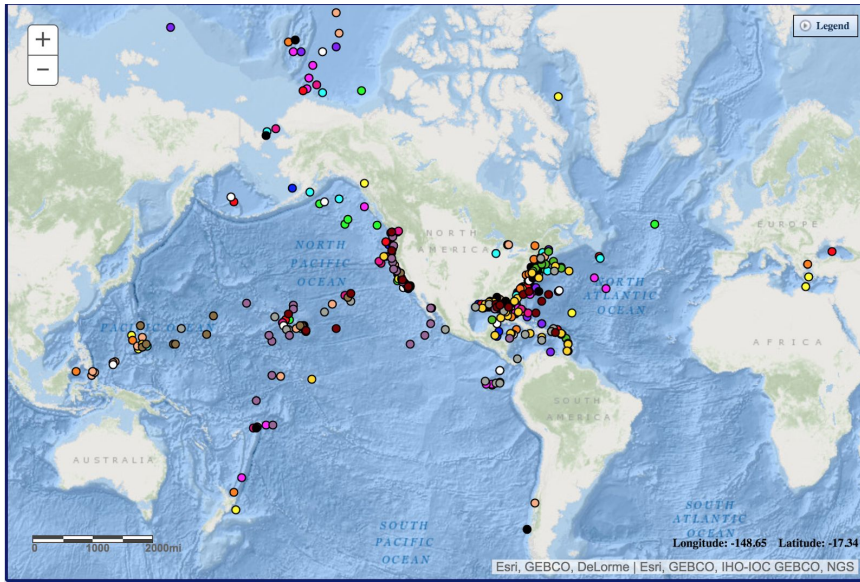 +
Legend
−
NORTH
AMERICA
EUROPE
NORTH
PACIFIC
OCEAN
NORTH
ATLANTIC
OCEAN
PACIFIC OCEAN
AFRICA
SOUTH
AMERICA
AUSTRALIA
SOUTH
ATLANTIC
OCEAN
SOUTH
PACIFIC
OCEAN
0 1000 2000mi
Longitude: -148.65 Latitude: -17.34
Esri, GEBCO, DeLorme | Esri, GEBCO, IHO-IOC GEBCO, NGS